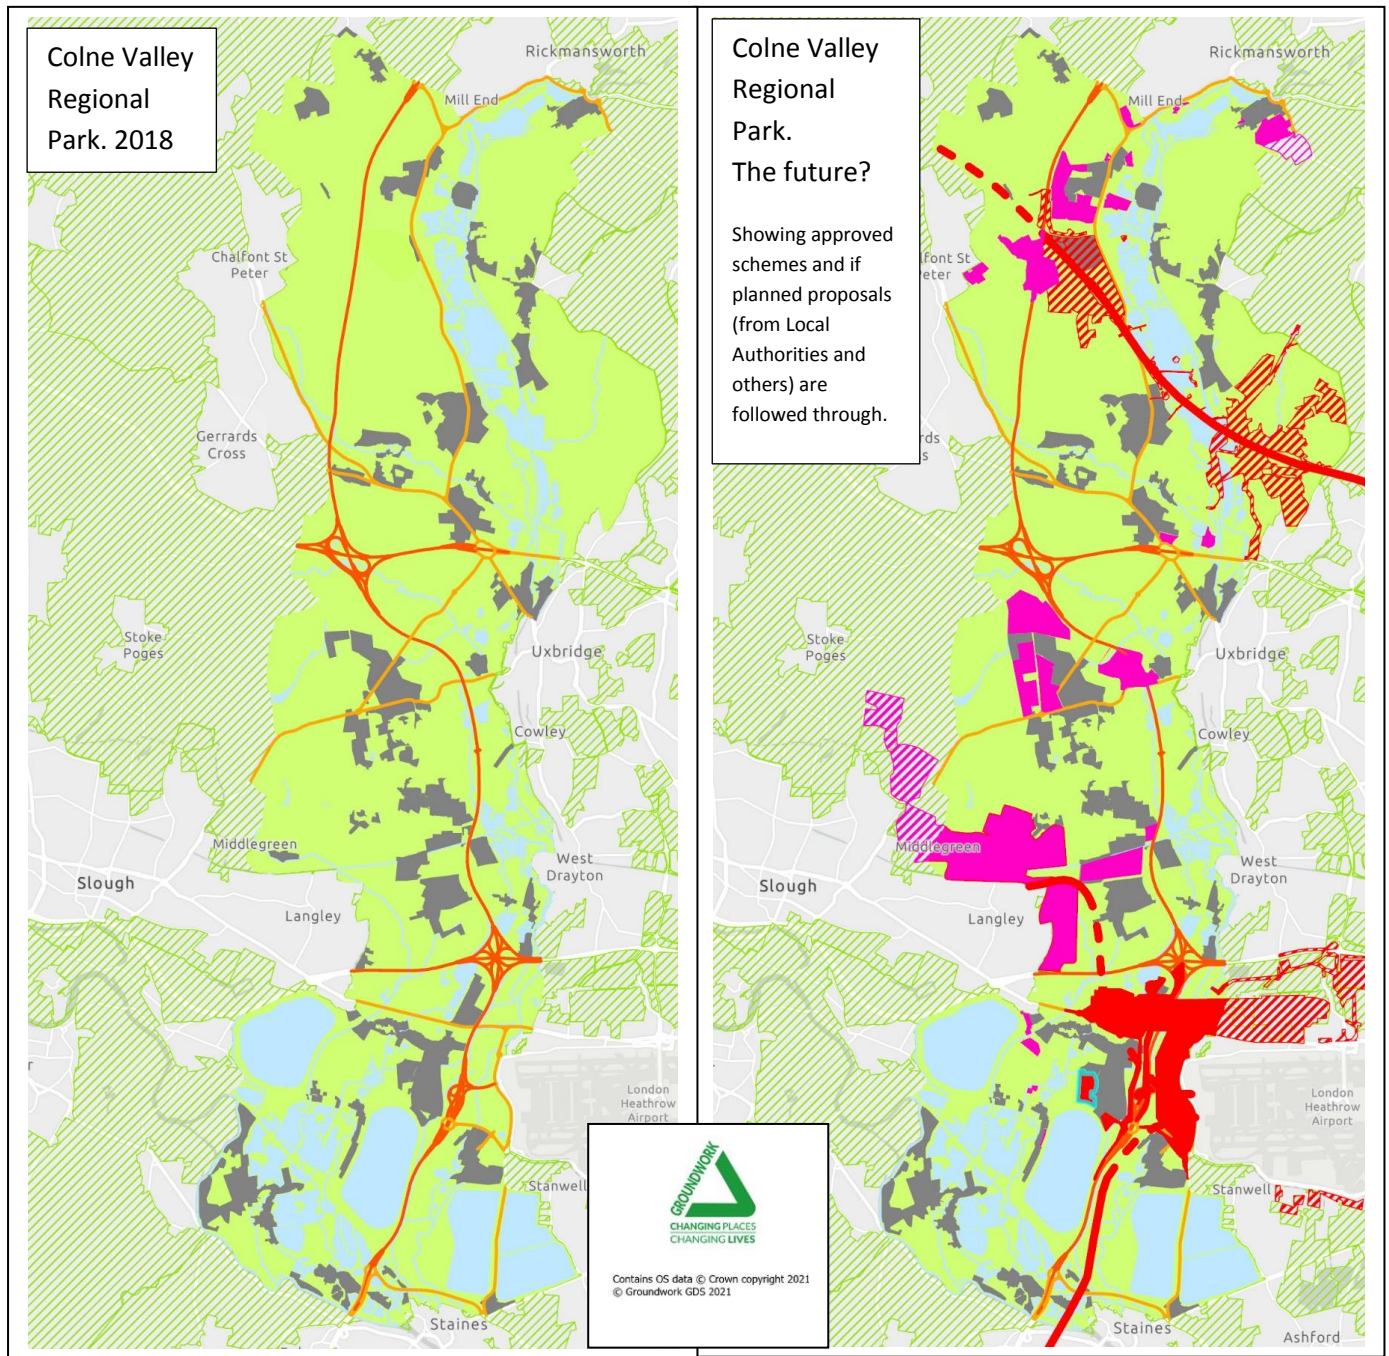 Colne Valley
Regional
Park. 2018
Rickmansworth
Mill End
Chalfont St
Peter
Gerrards
Cross
Stoke
Poges
Uxbridge
Cowley
Middlegreen
West
Drayton
Slough
Langley
London
Heathrow
Airport
Stanwell
Staines
Colne Valley
Regional
Park.
The future?
Showing approved
schemes and if
planned proposals
(from Local
Authorities and
others) are
followed through.
Rickmansworth
Mill End
lfont St
Peter
rds
s
Stoke
Poges
Uxbridge
Cowley
Middlegreen
West
Drayton
Slough
Langley
London
Heathrow
Airport
Stanwell
Staines
Ashford
GROUNDWORK
CHANGING PLACES
CHANGING LIVES
Contains OS data © Crown copyright 2021
© Groundwork GDS 2021